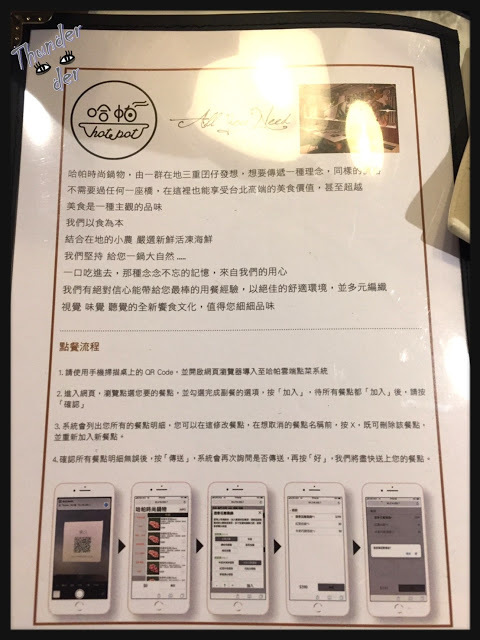 Thunder
der
哈帕
hotspot
All You Need
哈帕時尚鍋物，由一群在地三重囝仔發想，想要傳遞一種理念，同樣的
不需要過任何一座橋，在這裡也能享受台北高端的美食價值，甚至超越
美食是一種主觀的品味
我們以食為本
結合在地的小農 嚴選新鮮活凍海鮮
我們堅持 給您一鍋大自然 .....
一口吃進去，那種念念不忘的記憶，來自我們的用心
我們有絕對信心能帶給您最棒的用餐經驗，以絕佳的舒適環境，並多元編織
視覺 味覺 聽覺的全新饗食文化，值得您細細品味
點餐流程
1. 請使用手機掃描桌上的 QR Code，並開啟網頁瀏覽器導入至哈帕雲端點菜系統
2. 進入網頁，瀏覽點選您要的餐點，並勾選完成副餐的選項，按「加入」，待所有餐點都「加入」後，請按
「確認」
3. 系統會列出您所有的餐點明細，您可以在這修改餐點，在想取消的餐點名稱前，按 X，既可刪除該餐點，
並重新加入新餐點。
4. 確認所有餐點明細無誤後，按「傳送」，系統會再次詢問是否傳送，再按「好」，我們將盡快送上您的餐點。
哈帕時尚鍋物